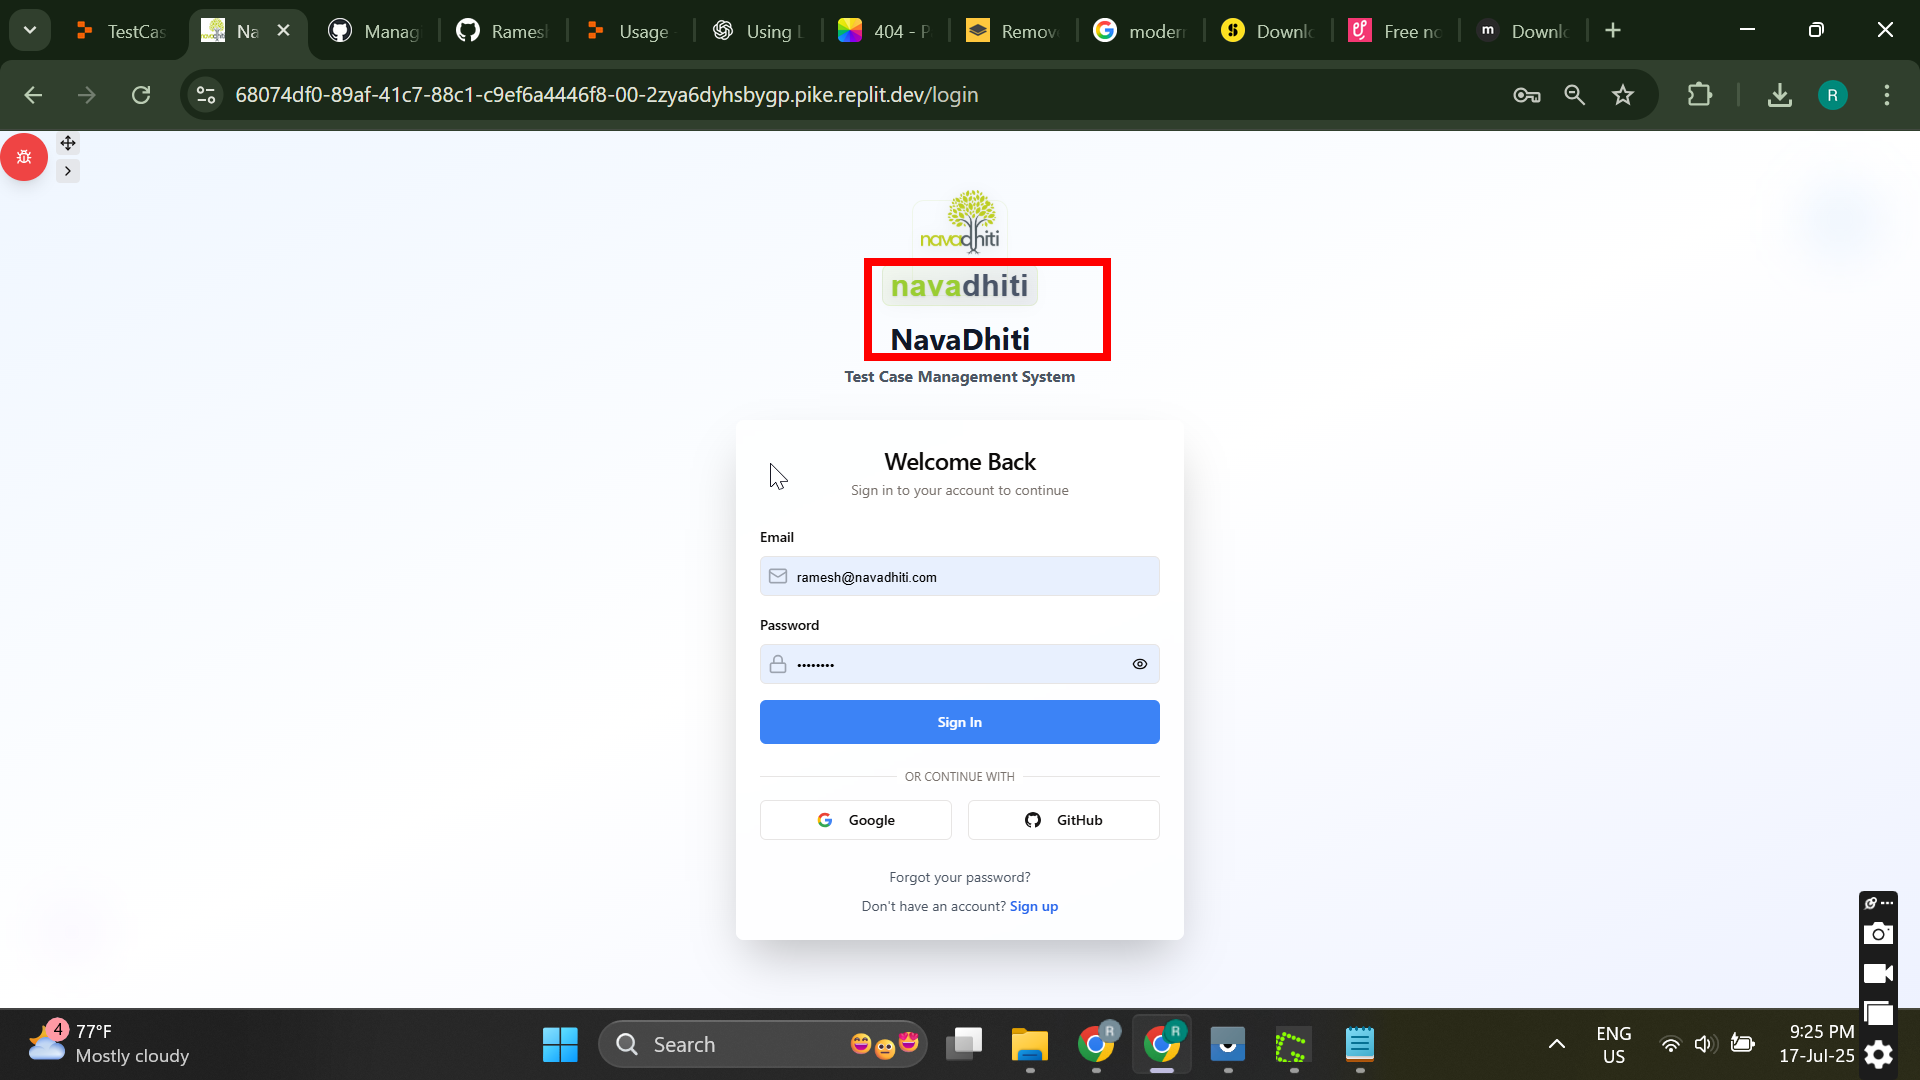 TestCas
Na
Manag
Ramesh
Usage
Using L
404 - P
Remov
modern
Downlo
Free no
m
Downlo
68074df0-89af-41c7-88c1-c9ef6a4446f8-00-2zya6dyhsbygp.pike.replit.dev/login
R
navadhiti
navadhiti
NavaDhiti
Test Case Management System
Welcome Back
Sign in to your account to continue
Email
ramesh@navadhiti.com
Password
Sign In
OR CONTINUE WITH
Google
GitHub
Forgot your password?
Don't have an account? Sign up
4
77°F
Mostly cloudy
Search
R
R
ENG
US
9:25 PM
17-Jul-25